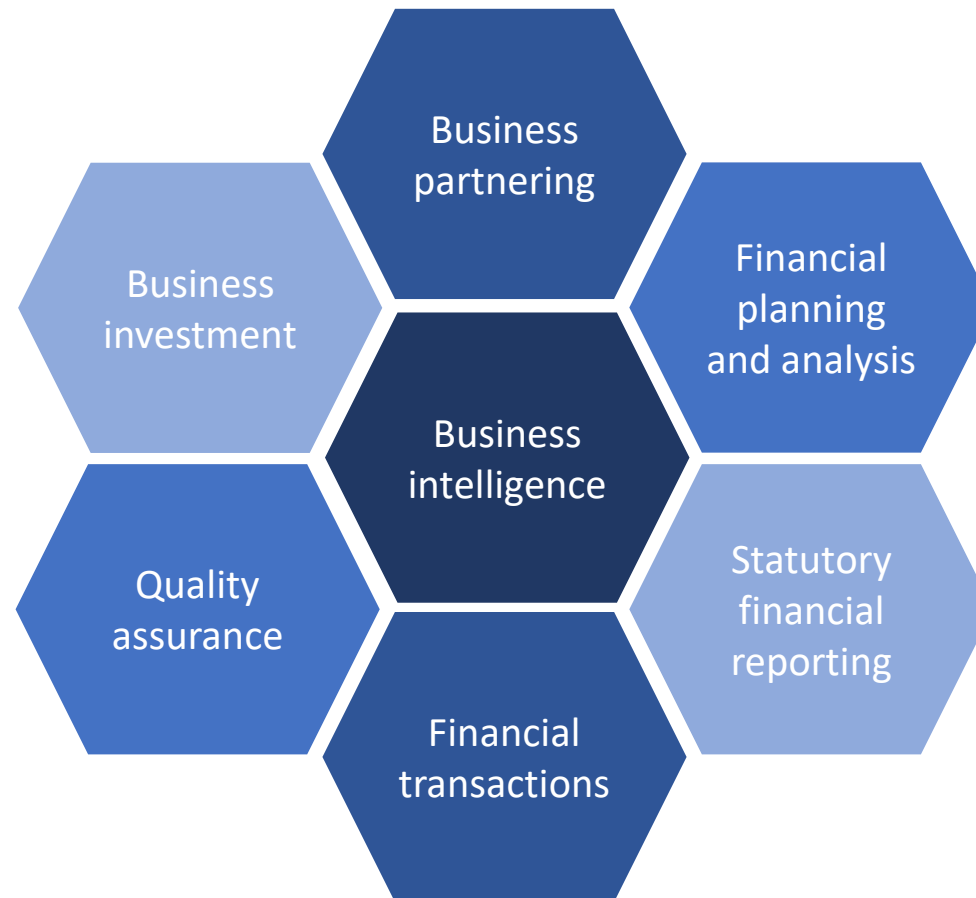 Business
partnering
Business
investment
Financial
planning
and analysis
Business
intelligence
Quality
assurance
Statutory
financial
reporting
Financial
transactions